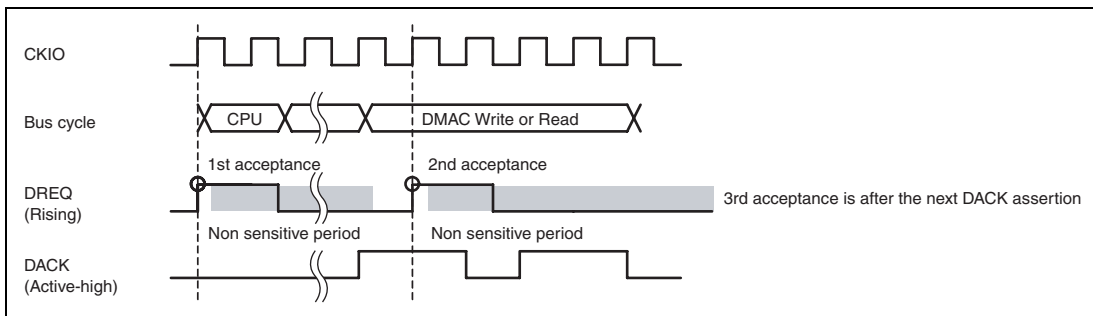 CKIO
Bus cycle
CPU
DMAC Write or Read
1st acceptance
2nd acceptance
DREQ
(Rising)
3rd acceptance is after the next DACK assertion
Non sensitive period
Non sensitive period
DACK
(Active-high)